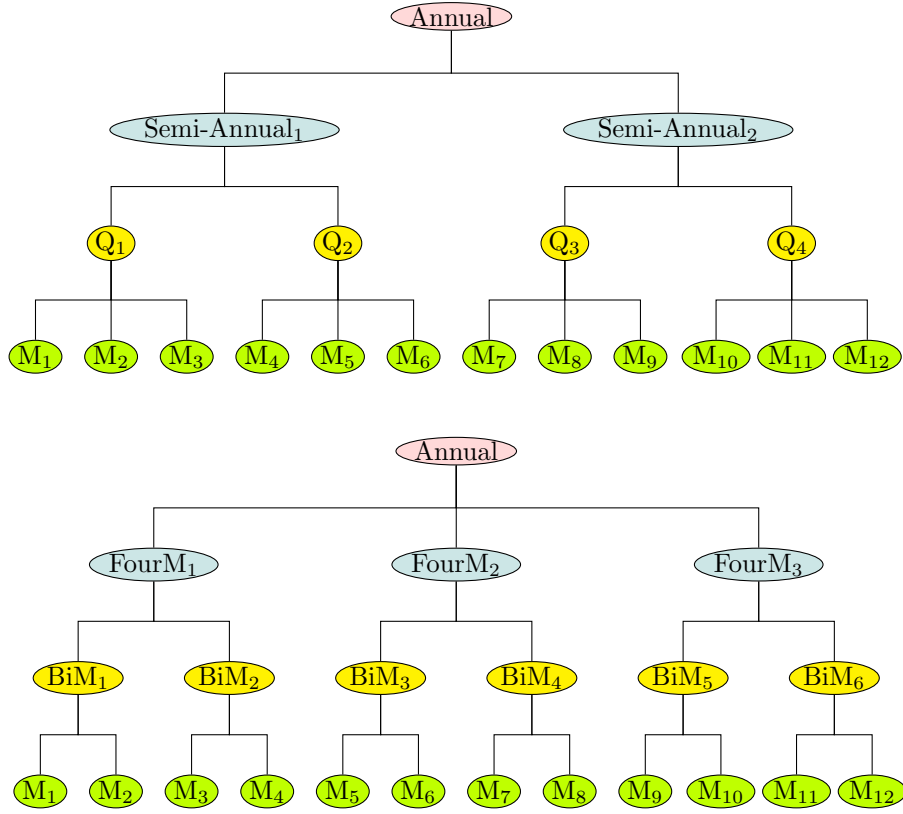 Annual
Semi-Annual₁ Semi-Annual₂
Q₁ Q₂ Q₃ Q₄
M₁ M₂ M₃ M₄ M₅ M₆ M₇ M₈ M₉ M₁₀ M₁₁ M₁₂
Annual
FourM₁ FourM₂ FourM₃
BiM₁ BiM₂ BiM₃ BiM₄ BiM₅ BiM₆
M₁ M₂ M₃ M₄ M₅ M₆ M₇ M₈ M₉ M₁₀ M₁₁ M₁₂